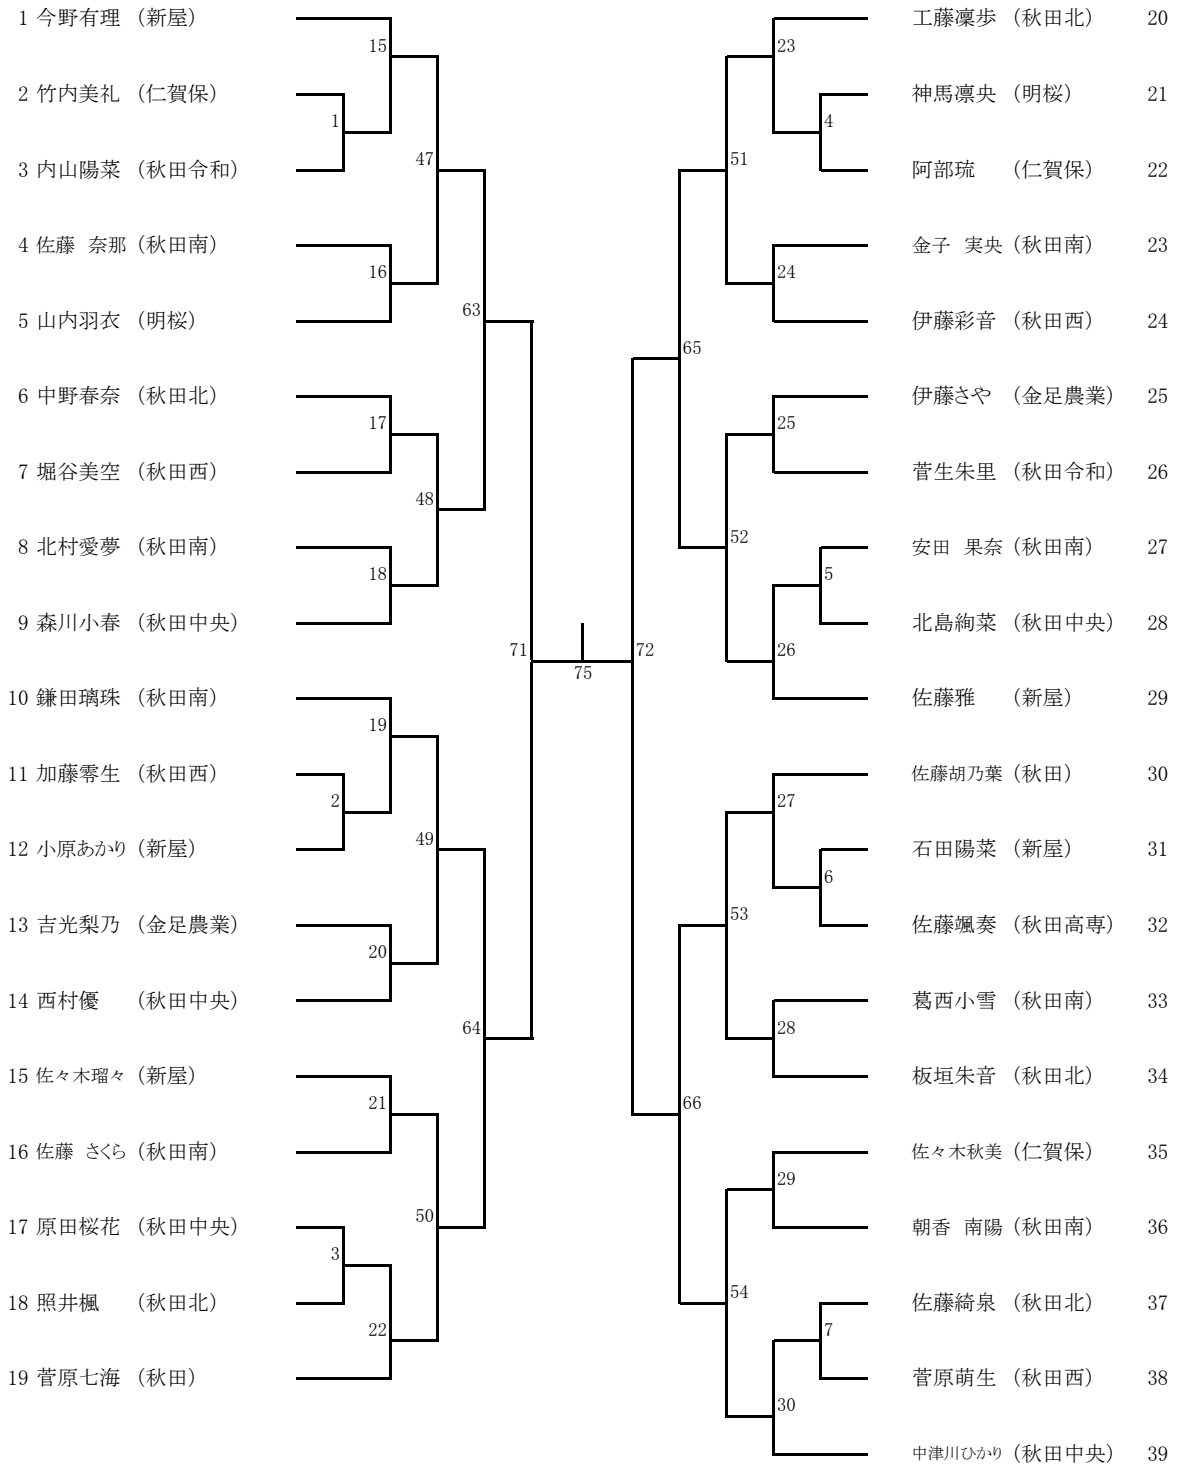 1 今野有理 （新屋）
15
2 竹内美礼 （仁賀保）
1
3 内山陽菜 （秋田令和）
47
4 佐藤 奈那 （秋田南）
16
5 山内羽衣 （明桜）
63
6 中野春奈 （秋田北）
17
7 堀谷美空 （秋田西）
48
8 北村愛夢 （秋田南）
18
9 森川小春 （秋田中央）
71
75
10 鎌田璃珠 （秋田南）
19
11 加藤零生 （秋田西）
2
12 小原あかり （新屋）
49
13 吉光梨乃 （金足農業）
20
14 西村優 （秋田中央）
64
15 佐々木瑠々 （新屋）
21
16 佐藤 さくら （秋田南）
50
17 原田桜花 （秋田中央）
3
18 照井楓 （秋田北）
22
19 菅原七海 （秋田）
工藤凜歩 （秋田北） 20
23
神馬凛央 （明桜） 21
4
阿部琉 （仁賀保） 22
51
金子 実央 （秋田南） 23
24
伊藤彩音 （秋田西） 24
65
伊藤さや （金足農業） 25
25
菅生朱里 （秋田令和） 26
52
安田 果奈 （秋田南） 27
5
北島絢菜 （秋田中央） 28
26
72
佐藤雅 （新屋） 29
佐藤胡乃葉 （秋田） 30
27
石田陽菜 （新屋） 31
6
佐藤颯奏 （秋田高専） 32
53
葛西小雪 （秋田南） 33
28
板垣朱音 （秋田北） 34
66
佐々木秋美 （仁賀保） 35
29
朝香 南陽 （秋田南） 36
54
佐藤綺泉 （秋田北） 37
7
菅原萌生 （秋田西） 38
30
中津川ひかり （秋田中央） 39